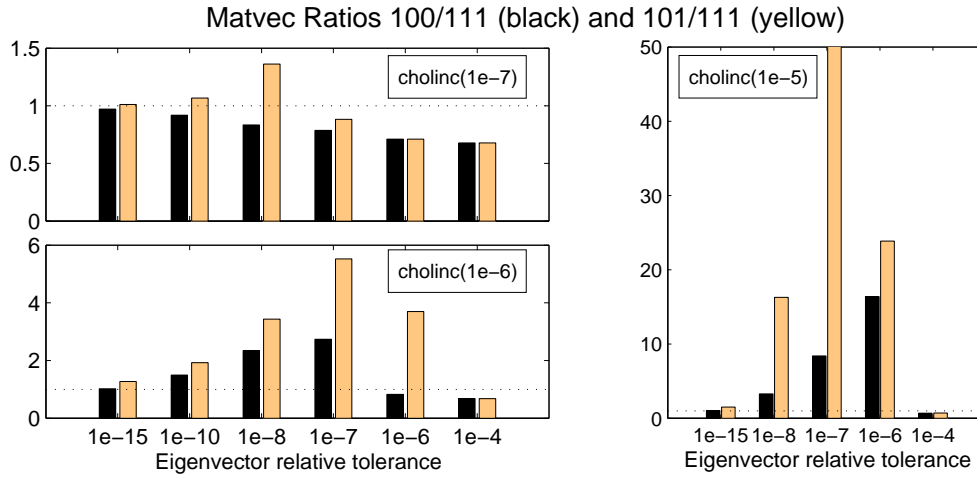 Matvec Ratios 100/111 (black) and 101/111 (yellow)
1.5
1
0.5
0
cholinc(1e−7)
6
4
2
0
cholinc(1e−6)
1e−15 1e−10 1e−8 1e−7 1e−6 1e−4
Eigenvector relative tolerance
50
40
30
20
10
0
cholinc(1e−5)
1e−15 1e−8 1e−7 1e−6 1e−4
Eigenvector relative tolerance